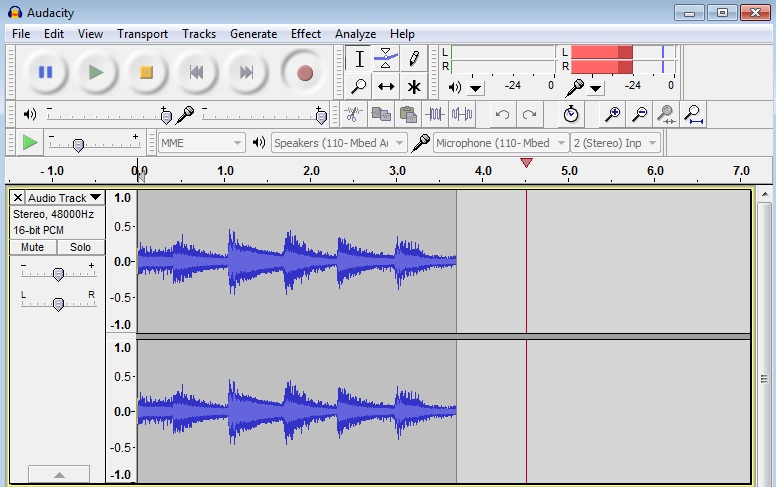 Audacity
File Edit View Transport Tracks Generate Effect Analyze Help
L
R
-24 0
L
R
-24 0
- +
- +
- +
MME
Speakers (110- Mbed Au
Microphone (110- Mbed
2 (Stereo) Inp
- 1.0 0.0 1.0 2.0 3.0 4.0 5.0 6.0 7.0
Audio Track
Stereo, 48000Hz
16-bit PCM
Mute Solo
- +
L R
1.0
0.5-
0.0-
-0.5-
-1.0
1.0
0.5-
0.0-
-0.5-
-1.0